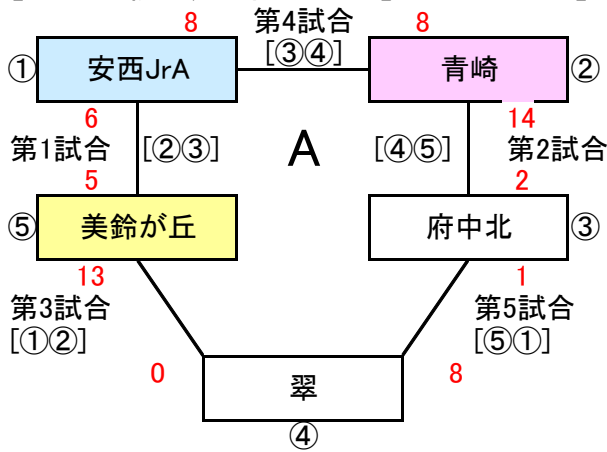 8 第4試合 8
[③④]
① 安西JrA 青崎 ②
6 14
第1試合 [②③] A [④⑤] 第2試合
5 2
⑤ 美鈴が丘 府中北 ③
13 1
第3試合 第5試合
[①②] [⑤①]
0 翠 8
④